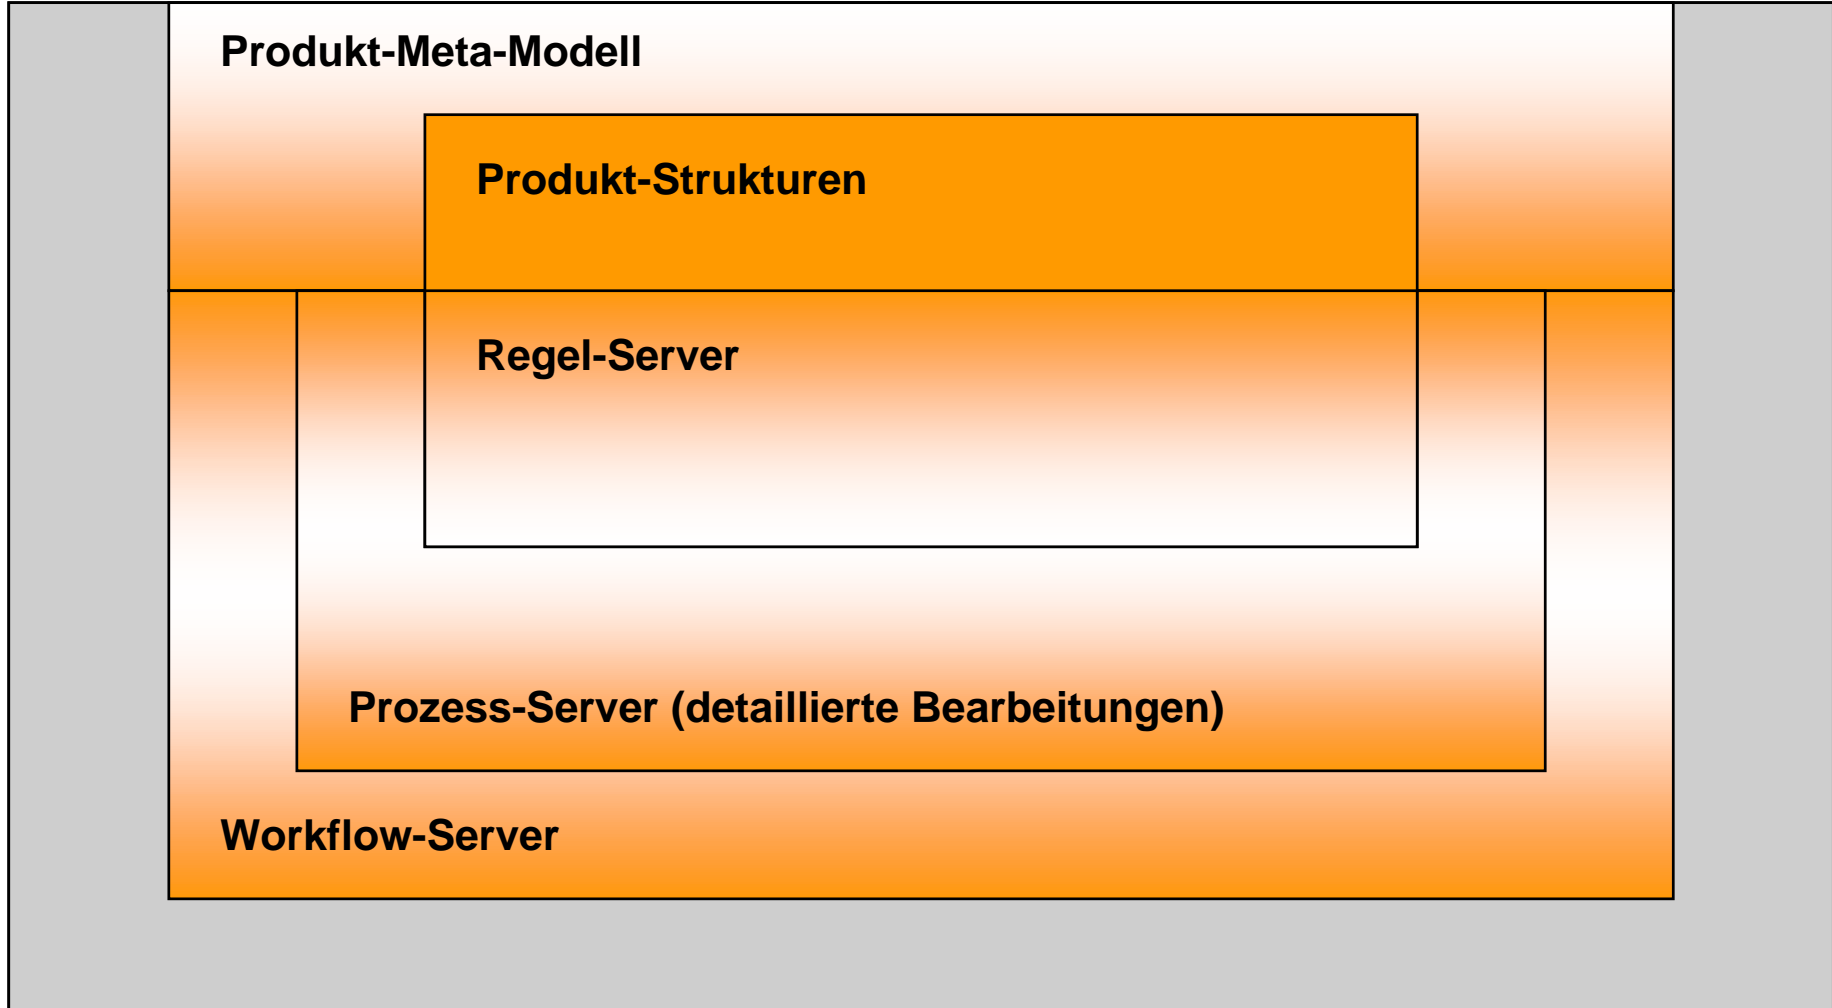 Produkt-Meta-Modell
Produkt-Strukturen
Regel-Server
Prozess-Server (detaillierte Bearbeitungen)
Workflow-Server